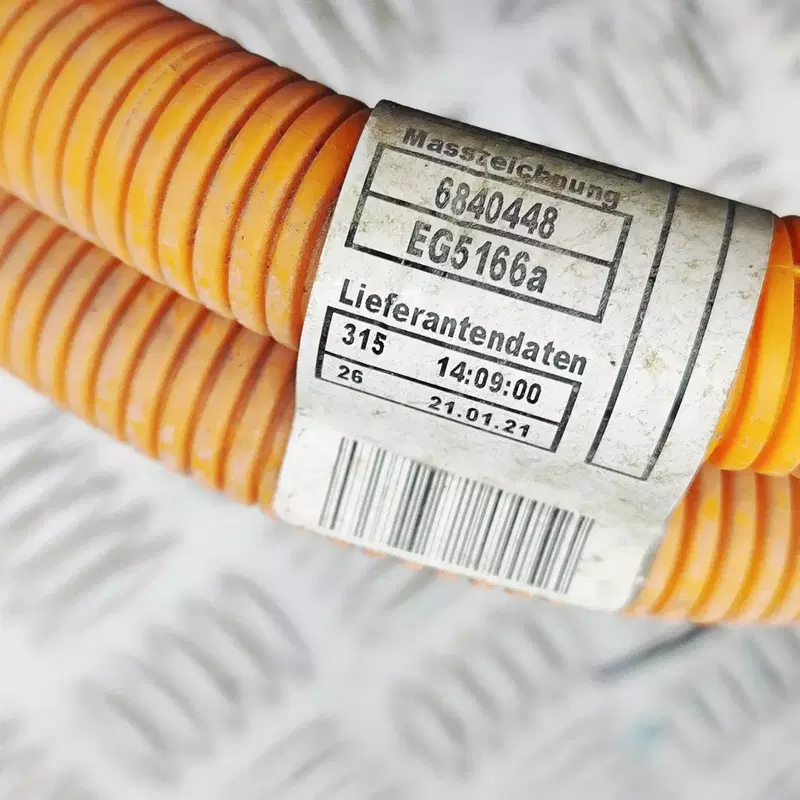 Masszeichnung
6840448
EG5166a
Lieferantendaten
315 14:09:00
26 21.01.21